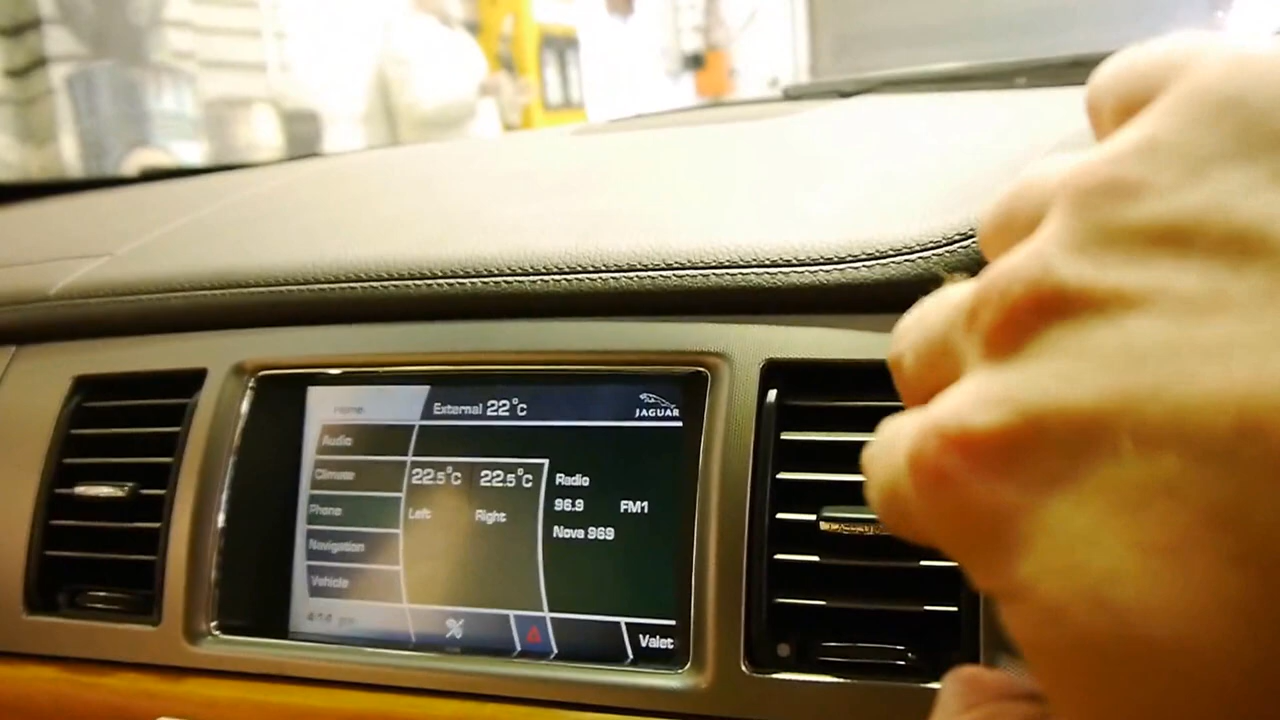 Home
External 22°C
JAGUAR
Audio
Climate
22.5°C 22.5°C
Radio
Phone
Left
Right
96.9 FM1
Nova 969
Navigation
Vehicle
Valet